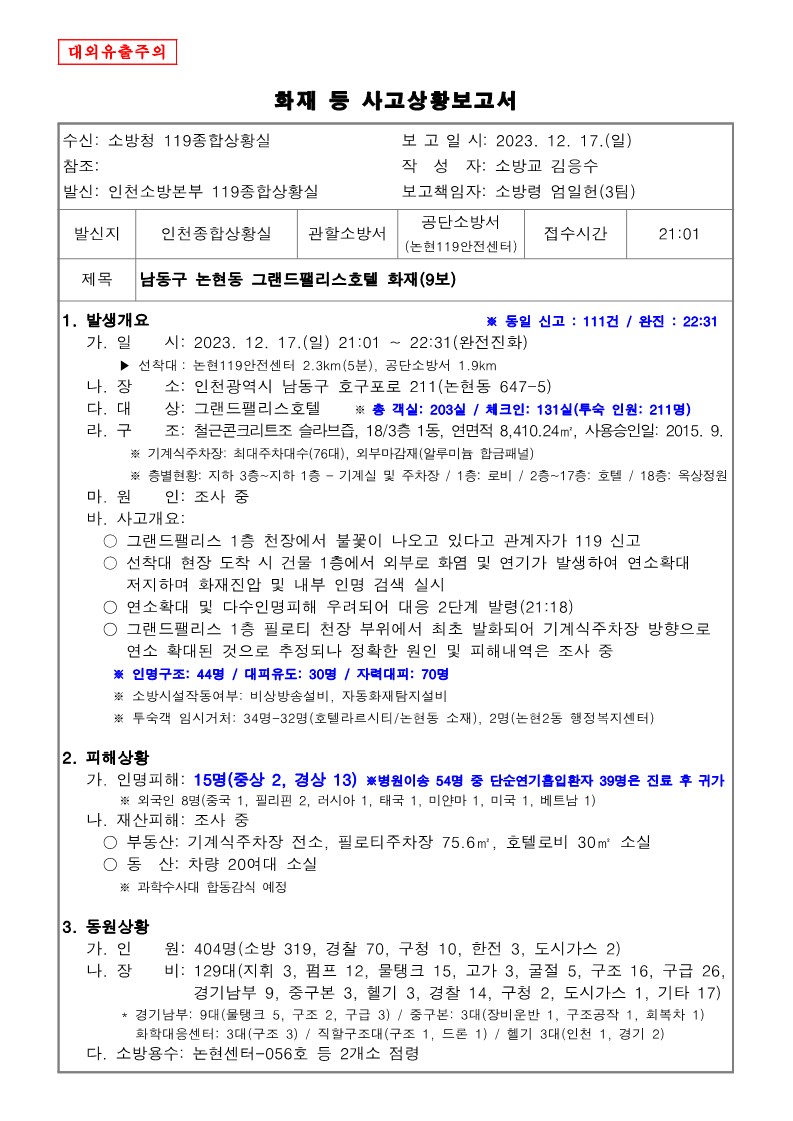 대외유출주의
화재 등 사고상황보고서
수신: 소방청 119종합상황실 보 고 일 시: 2023. 12. 17.(일)
참조: 작 성 자: 소방교 김응수
발신: 인천소방본부 119종합상황실 보고책임자: 소방령 엄일헌(3팀)
발신지 인천종합상황실 관할소방서 공단소방서 (논현119안전센터) 접수시간 21:01
제목 남동구 논현동 그랜드팰리스호텔 화재(9보)
1. 발생개요 ※ 동일 신고 : 111건 / 완진 : 22:31
가. 일 시: 2023. 12. 17.(일) 21:01 ~ 22:31(완전진화)
▶ 선착대 : 논현119안전센터 2.3km(5분), 공단소방서 1.9km
나. 장 소: 인천광역시 남동구 호구포로 211(논현동 647-5)
다. 대 상: 그랜드팰리스호텔 ※ 총 객실: 203실 / 체크인: 131실(투숙 인원: 211명)
라. 구 조: 철근콘크리트조 슬라브즙, 18/3층 1동, 연면적 8,410.24㎡, 사용승인일: 2015. 9.
※ 기계식주차장: 최대주차대수(76대), 외부마감재(알루미늄 합금패널)
※ 층별현황: 지하 3층~지하 1층 - 기계실 및 주차장 / 1층: 로비 / 2층~17층: 호텔 / 18층: 옥상정원
마. 원 인: 조사 중
바. 사고개요:
○ 그랜드팰리스 1층 천장에서 불꽃이 나오고 있다고 관계자가 119 신고
○ 선착대 현장 도착 시 건물 1층에서 외부로 화염 및 연기가 발생하여 연소확대
저지하며 화재진압 및 내부 인명 검색 실시
○ 연소확대 및 다수인명피해 우려되어 대응 2단계 발령(21:18)
○ 그랜드팰리스 1층 필로티 천장 부위에서 최초 발화되어 기계식주차장 방향으로
연소 확대된 것으로 추정되나 정확한 원인 및 피해내역은 조사 중
※ 인명구조: 44명 / 대피유도: 30명 / 자력대피: 70명
※ 소방시설작동여부: 비상방송설비, 자동화재탐지설비
※ 투숙객 임시거처: 34명-32명(호텔라르시티/논현동 소재), 2명(논현2동 행정복지센터)
2. 피해상황
가. 인명피해: 15명(중상 2, 경상 13) ※병원이송 54명 중 단순연기흡입환자 39명은 진료 후 귀가
※ 외국인 8명(중국 1, 필리핀 2, 러시아 1, 태국 1, 미얀마 1, 미국 1, 베트남 1)
나. 재산피해: 조사 중
○ 부동산: 기계식주차장 전소, 필로티주차장 75.6㎡, 호텔로비 30㎡ 소실
○ 동 산: 차량 20여대 소실
※ 과학수사대 합동감식 예정
3. 동원상황
가. 인 원: 404명(소방 319, 경찰 70, 구청 10, 한전 3, 도시가스 2)
나. 장 비: 129대(지휘 3, 펌프 12, 물탱크 15, 고가 3, 굴절 5, 구조 16, 구급 26,
경기남부 9, 중구본 3, 헬기 3, 경찰 14, 구청 2, 도시가스 1, 기타 17)
* 경기남부: 9대(물탱크 5, 구조 2, 구급 3) / 중구본: 3대(장비운반 1, 구조공작 1, 회복차 1)
화학대응센터: 3대(구조 3) / 직할구조대(구조 1, 드론 1) / 헬기 3대(인천 1, 경기 2)
다. 소방용수: 논현센터-056호 등 2개소 점령